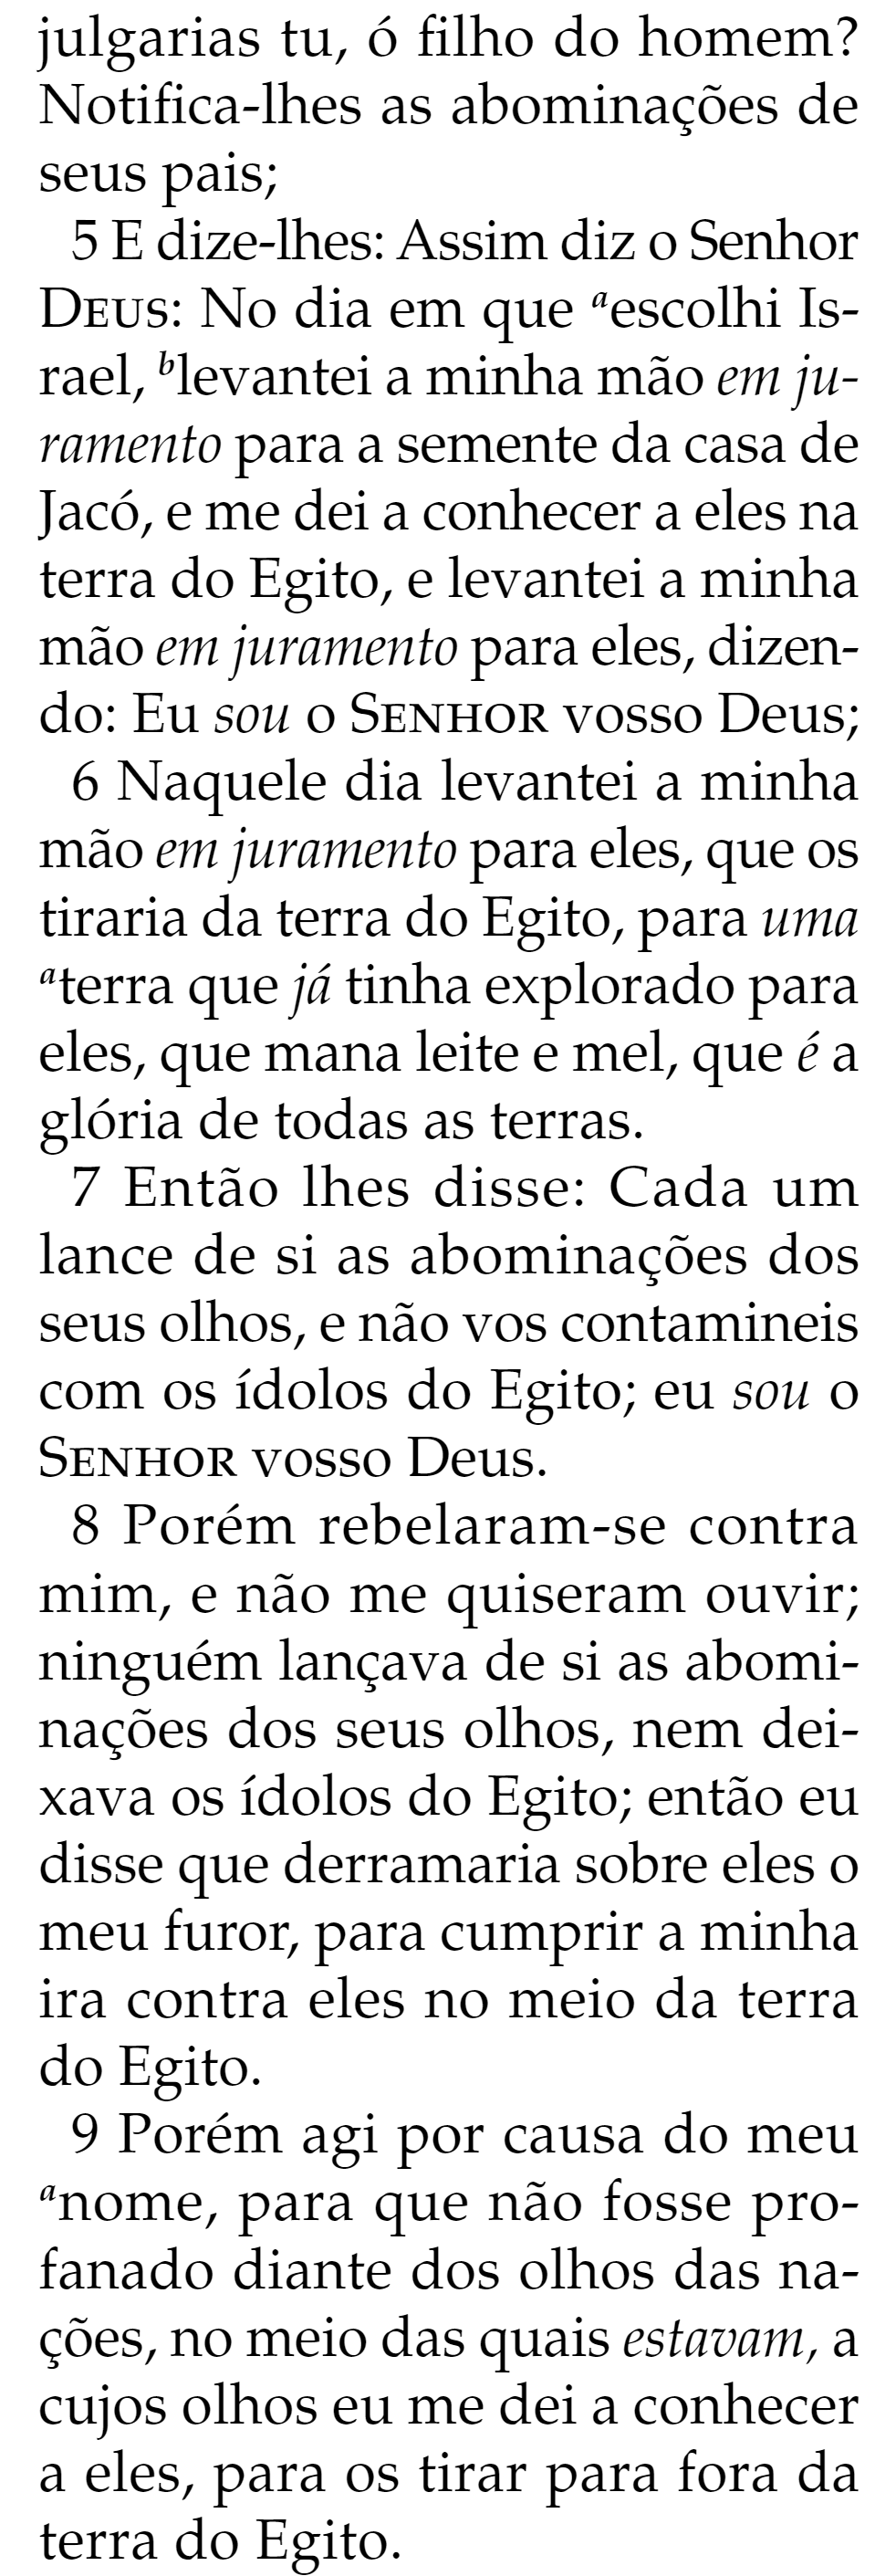 julgarias tu, ó filho do homem?
Notifica-lhes as abominações de
seus pais;
5 E dize-lhes: Assim diz o Senhor
DEUS: No dia em que ᵃescolhi Is-
rael, ᵇlevantei a minha mão em ju-
ramento para a semente da casa de
Jacó, e me dei a conhecer a eles na
terra do Egito, e levantei a minha
mão em juramento para eles, dizen-
do: Eu sou o SENHOR vosso Deus;
6 Naquele dia levantei a minha
mão em juramento para eles, que os
tiraria da terra do Egito, para uma
ᵃterra que já tinha explorado para
eles, que mana leite e mel, que é a
glória de todas as terras.
7 Então lhes disse: Cada um
lance de si as abominações dos
seus olhos, e não vos contamineis
com os ídolos do Egito; eu sou o
SENHOR vosso Deus.
8 Porém rebelaram-se contra
mim, e não me quiseram ouvir;
ninguém lançava de si as abomi-
nações dos seus olhos, nem dei-
xava os ídolos do Egito; então eu
disse que derramaria sobre eles o
meu furor, para cumprir a minha
ira contra eles no meio da terra
do Egito.
9 Porém agi por causa do meu
ᵃnome, para que não fosse pro-
fanado diante dos olhos das na-
ções, no meio das quais estavam, a
cujos olhos eu me dei a conhecer
a eles, para os tirar para fora da
terra do Egito.